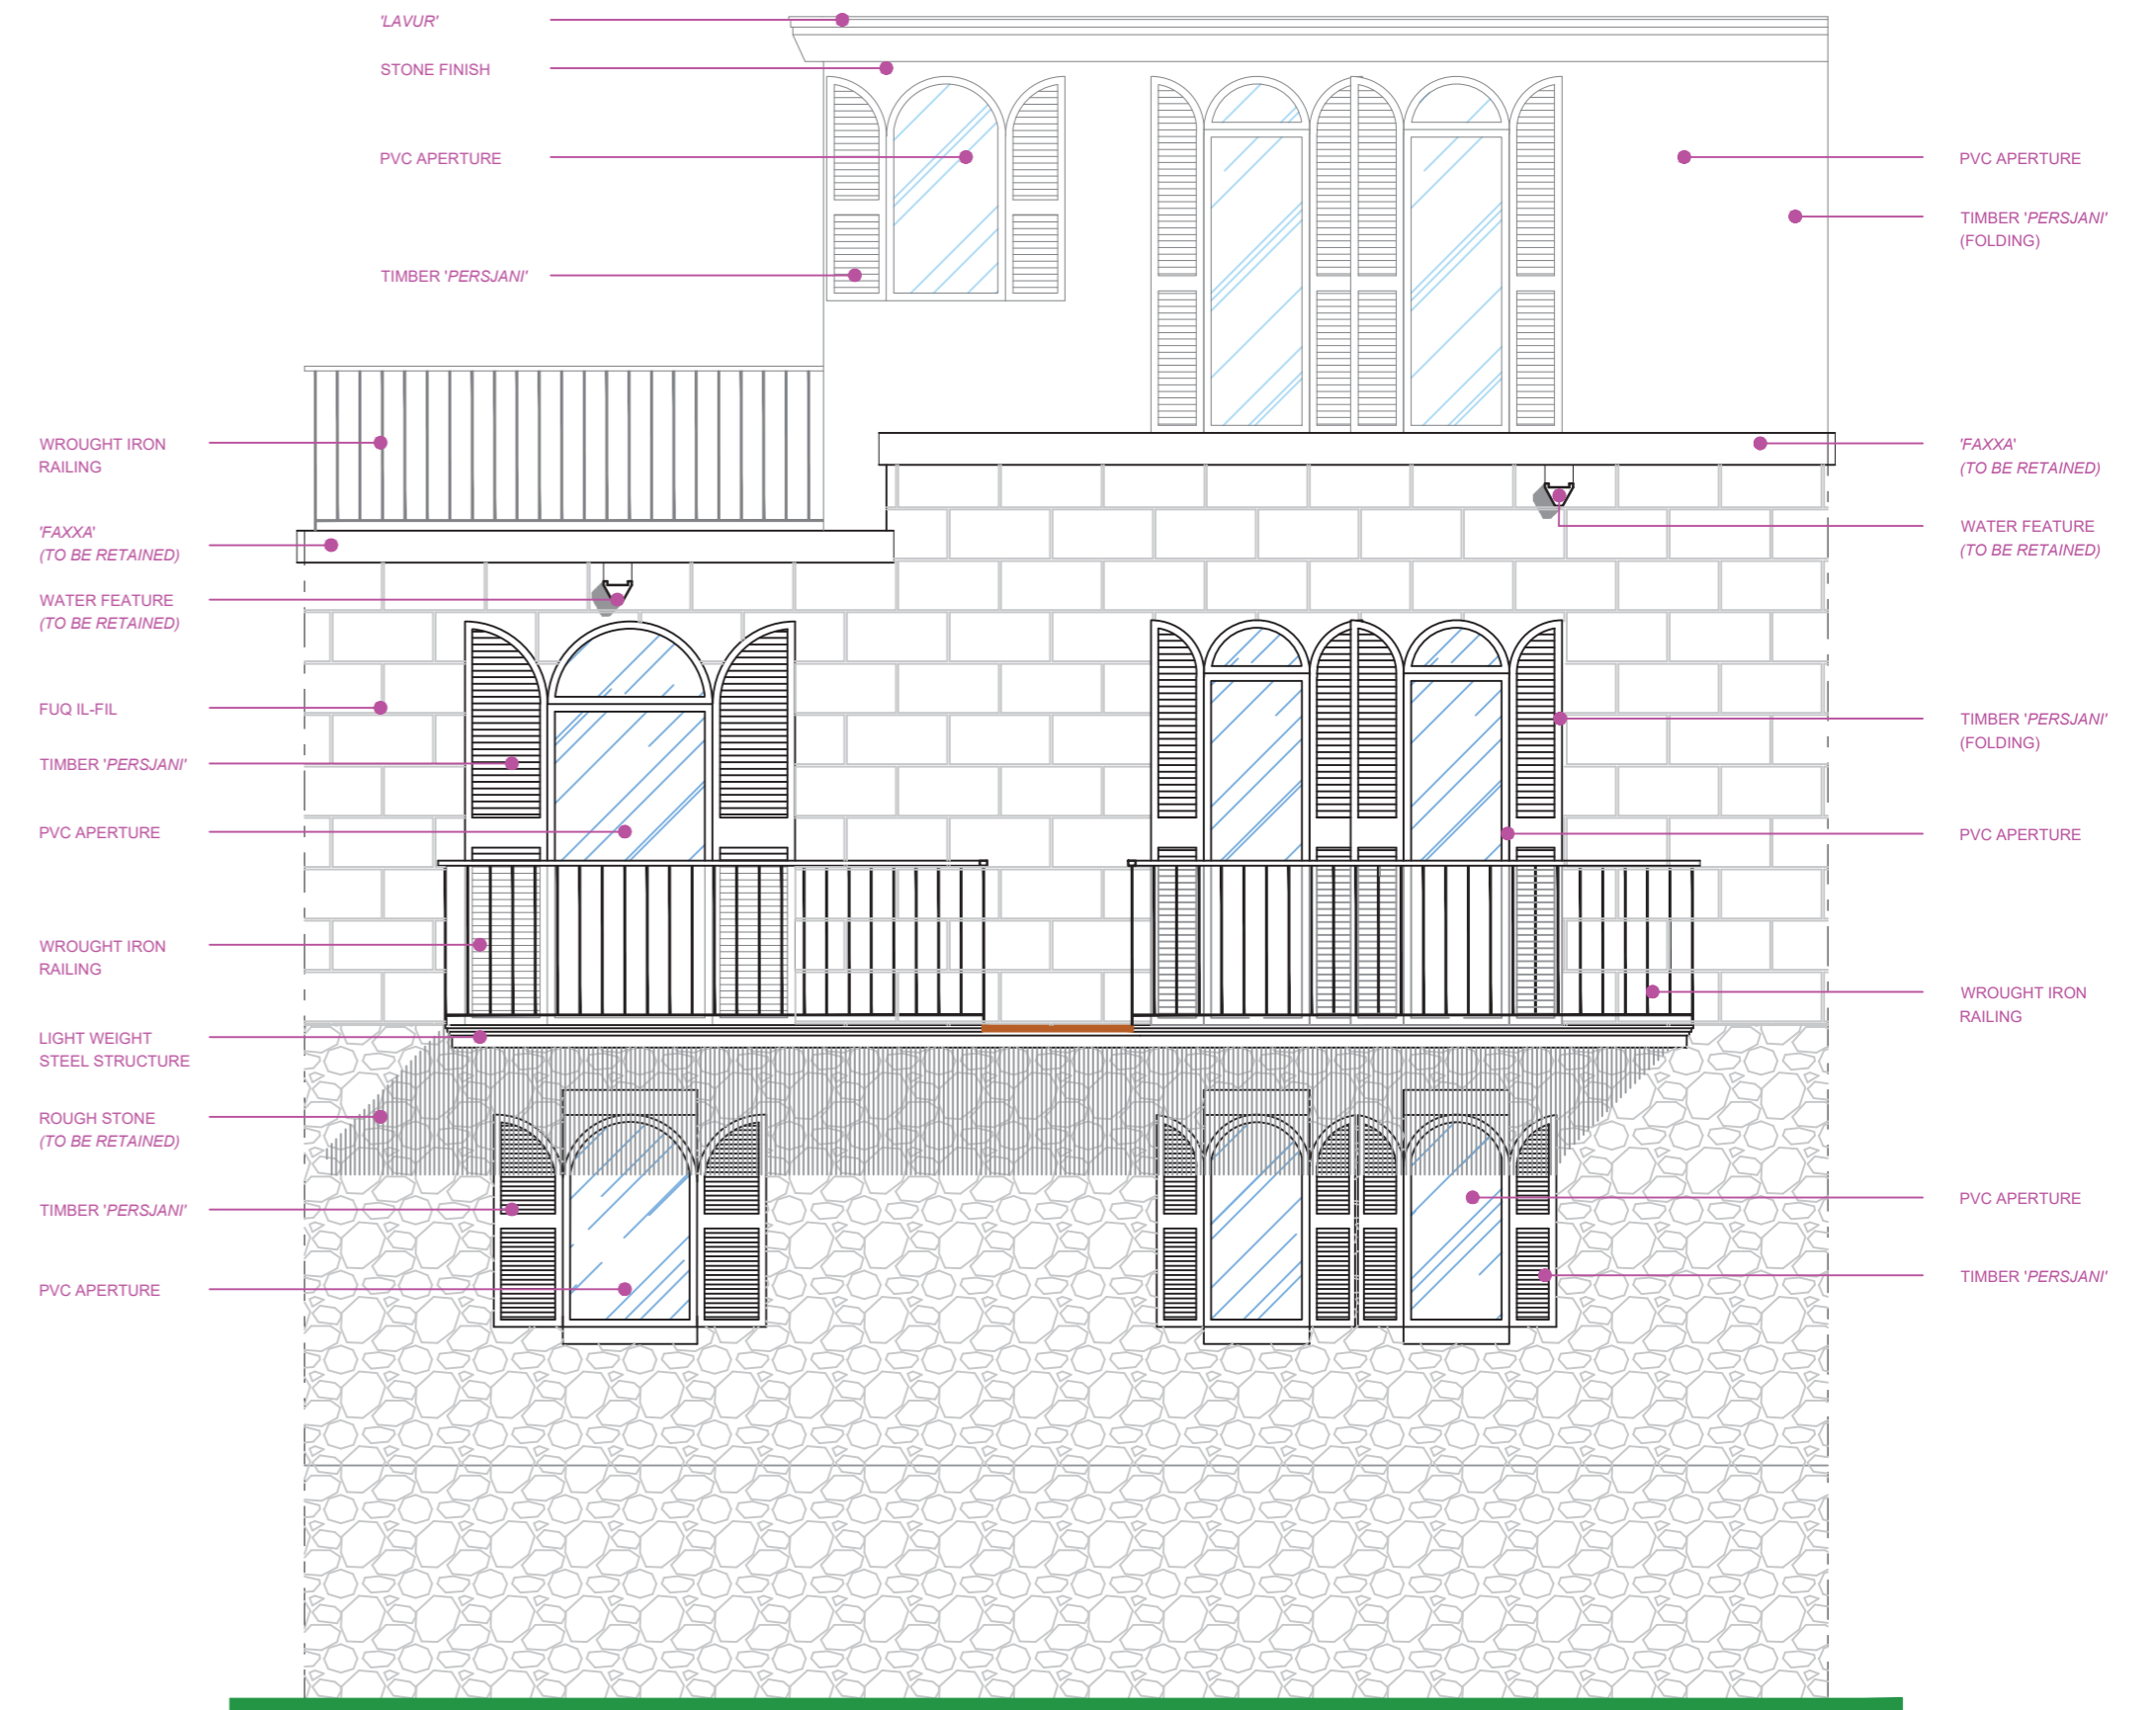 'LAVUR'
STONE FINISH
PVC APERTURE
TIMBER 'PERSJANI'
WROUGHT IRON
RAILING
'FAXXA'
(TO BE RETAINED)
WATER FEATURE
(TO BE RETAINED)
FUQ IL-FIL
TIMBER 'PERSJANI'
PVC APERTURE
WROUGHT IRON
RAILING
LIGHT WEIGHT
STEEL STRUCTURE
ROUGH STONE
(TO BE RETAINED)
TIMBER 'PERSJANI'
PVC APERTURE
PVC APERTURE
TIMBER 'PERSJANI'
(FOLDING)
'FAXXA'
(TO BE RETAINED)
WATER FEATURE
(TO BE RETAINED)
TIMBER 'PERSJANI'
(FOLDING)
PVC APERTURE
WROUGHT IRON
RAILING
PVC APERTURE
TIMBER 'PERSJANI'